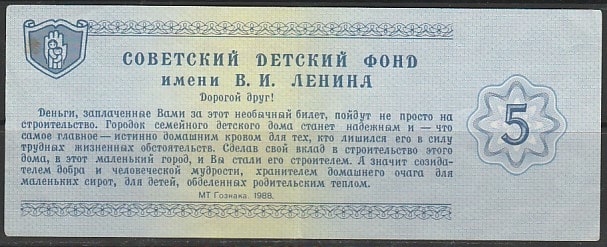 СОВЕТСКИЙ ДЕТСКИЙ ФОНД
имени В. И. ЛЕНИНА
Дорогой друг!
Деньги, заплаченные Вами за этот необычный билет, пойдут не просто на
строительство. Городок семейного детского дома станет надежным и — что
самое главное — истинно домашним кровом для тех, кто лишился его в силу
трудных жизненных обстоятельств. Сделав свой вклад в строительство этого
дома, в этот маленький город, и Вы стали его строителем. А значит созида-
телем добра и человеческой мудрости, хранителем домашнего очага для
маленьких сирот, для детей, обделенных родительским теплом.
МТ Гознака. 1988.
5